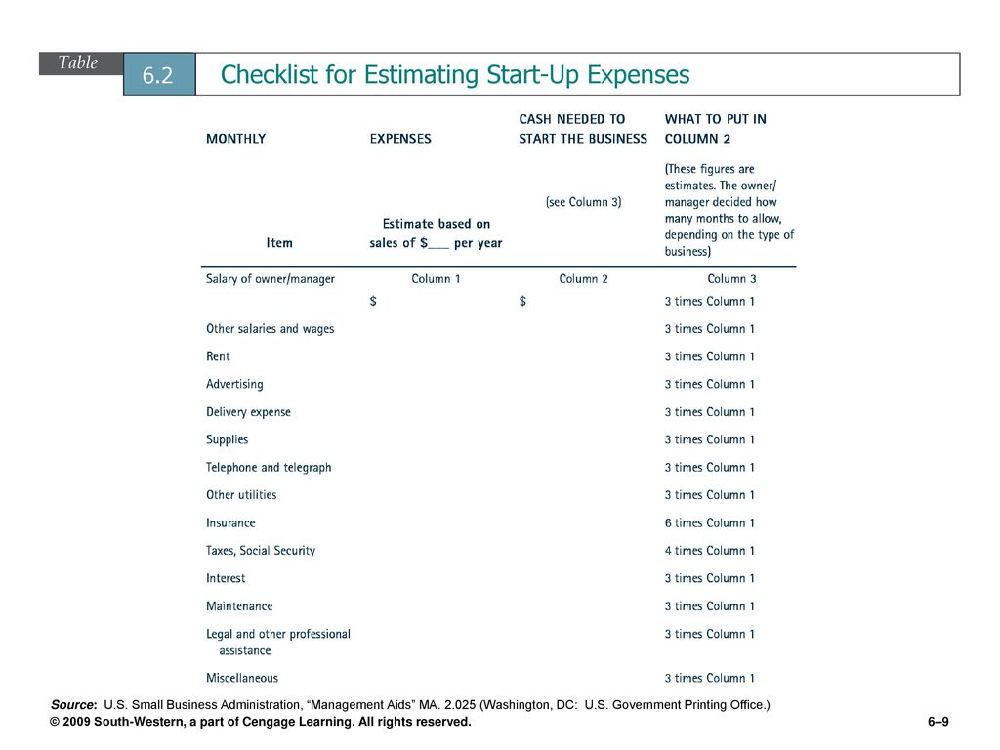 Table
6.2
Checklist for Estimating Start-Up Expenses
MONTHLY
EXPENSES
CASH NEEDED TO
START THE BUSINESS
WHAT TO PUT IN
COLUMN 2
Item
Estimate based on
sales of $___ per year
(see Column 3)
(These figures are
estimates. The owner/
manager decided how
many months to allow,
depending on the type of
business)
Salary of owner/manager Column 1 Column 2 Column 3
$ $ 3 times Column 1
Other salaries and wages 3 times Column 1
Rent 3 times Column 1
Advertising 3 times Column 1
Delivery expense 3 times Column 1
Supplies 3 times Column 1
Telephone and telegraph 3 times Column 1
Other utilities 3 times Column 1
Insurance 6 times Column 1
Taxes, Social Security 4 times Column 1
Interest 3 times Column 1
Maintenance 3 times Column 1
Legal and other professional 3 times Column 1
assistance
Miscellaneous 3 times Column 1
Source: U.S. Small Business Administration, “Management Aids” MA. 2.025 (Washington, DC: U.S. Government Printing Office.)
© 2009 South-Western, a part of Cengage Learning. All rights reserved. 6–9